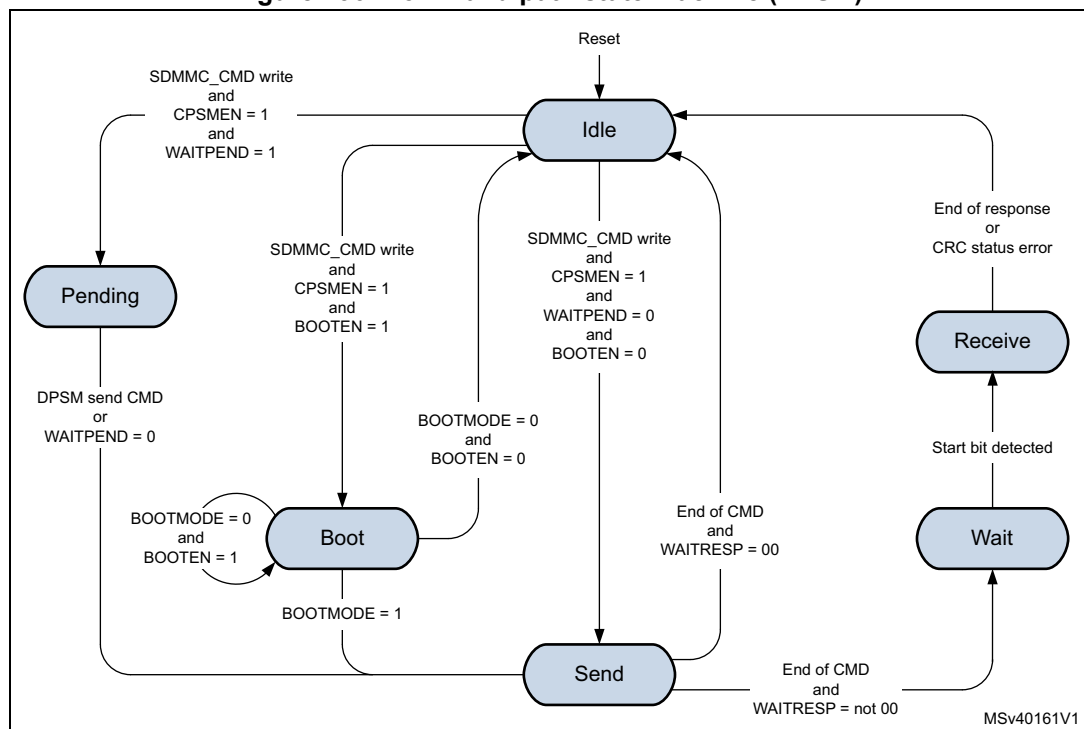 Reset
SDMMC_CMD write
and
CPSMEN = 1
and
WAITPEND = 1
Idle
End of response
or
CRC status error
SDMMC_CMD write
and
CPSMEN = 1
and
BOOTEN = 1
SDMMC_CMD write
and
CPSMEN = 1
and
WAITPEND = 0
and
BOOTEN = 0
Pending
Receive
DPSM send CMD
or
WAITPEND = 0
BOOTMODE = 0
and
BOOTEN = 0
Start bit detected
BOOTMODE = 0
and
BOOTEN = 1
Boot
End of CMD
and
WAITRESP = 00
Wait
BOOTMODE = 1
Send
End of CMD
and
WAITRESP = not 00
MSv40161V1